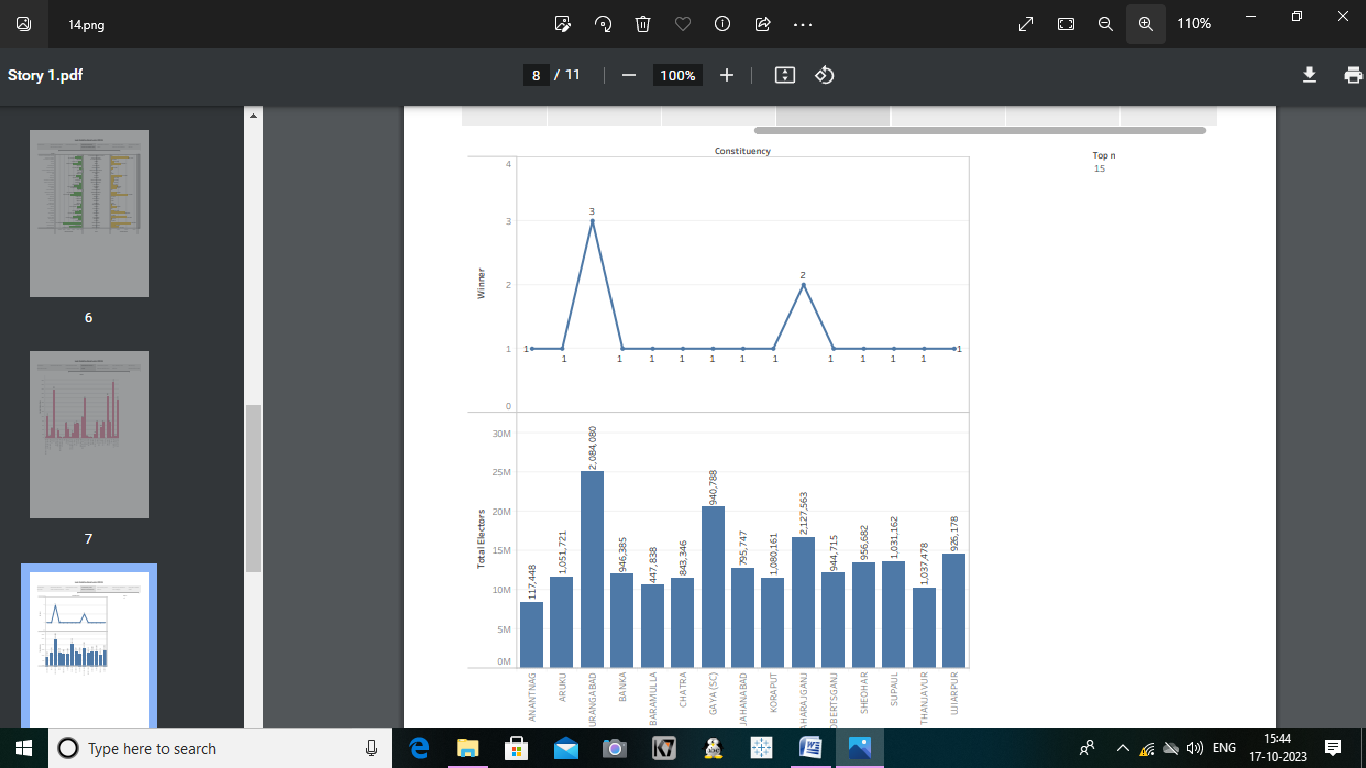 14.png
110%
Story 1.pdf
8 / 11
100%
6
7
Constituency
Top n
15
Winner
4
3
2
1
0
1
1
3
1
1
1
1
1
1
2
1
1
1
1
1
Total Electors
30M
25M
20M
15M
10M
5M
0M
117,448
1,051,721
2,084,080
946,385
447,838
843,346
940,788
795,747
1,080,161
2,127,563
944,715
956,682
1,031,162
1,037,478
926,178
ANANTNAG
ARUKU
URANGABAD
BANKA
BARAMULLA
CHATRA
GAYA (SC)
JAHANABAD
KORAPUT
AHARAJGANJ
OBERTSGANJ
SHEOHAR
SUPAUL
THANJAVUR
UJIARPUR
Type here to search
ENG
15:44
17-10-2023